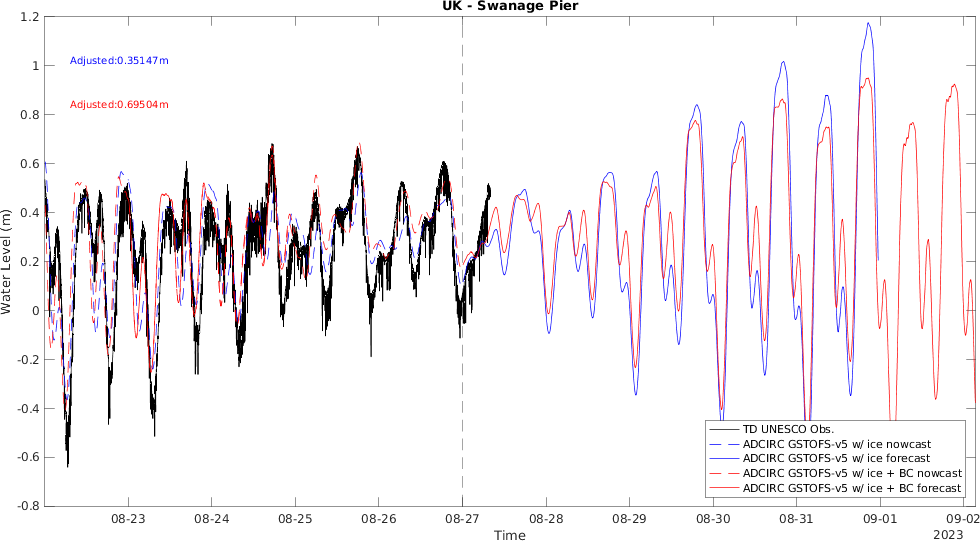 UK - Swanage Pier
1.2
1
0.8
0.6
0.4
0.2
0
-0.2
-0.4
-0.6
-0.8
Water Level (m)
Adjusted:0.35147m
Adjusted:0.69504m
TD UNESCO Obs.
ADCIRC GSTOFS-v5 w/ ice nowcast
ADCIRC GSTOFS-v5 w/ ice forecast
ADCIRC GSTOFS-v5 w/ ice + BC nowcast
ADCIRC GSTOFS-v5 w/ ice + BC forecast
08-23 08-24 08-25 08-26 08-27 08-28 08-29 08-30 08-31 09-01 09-02
2023
Time